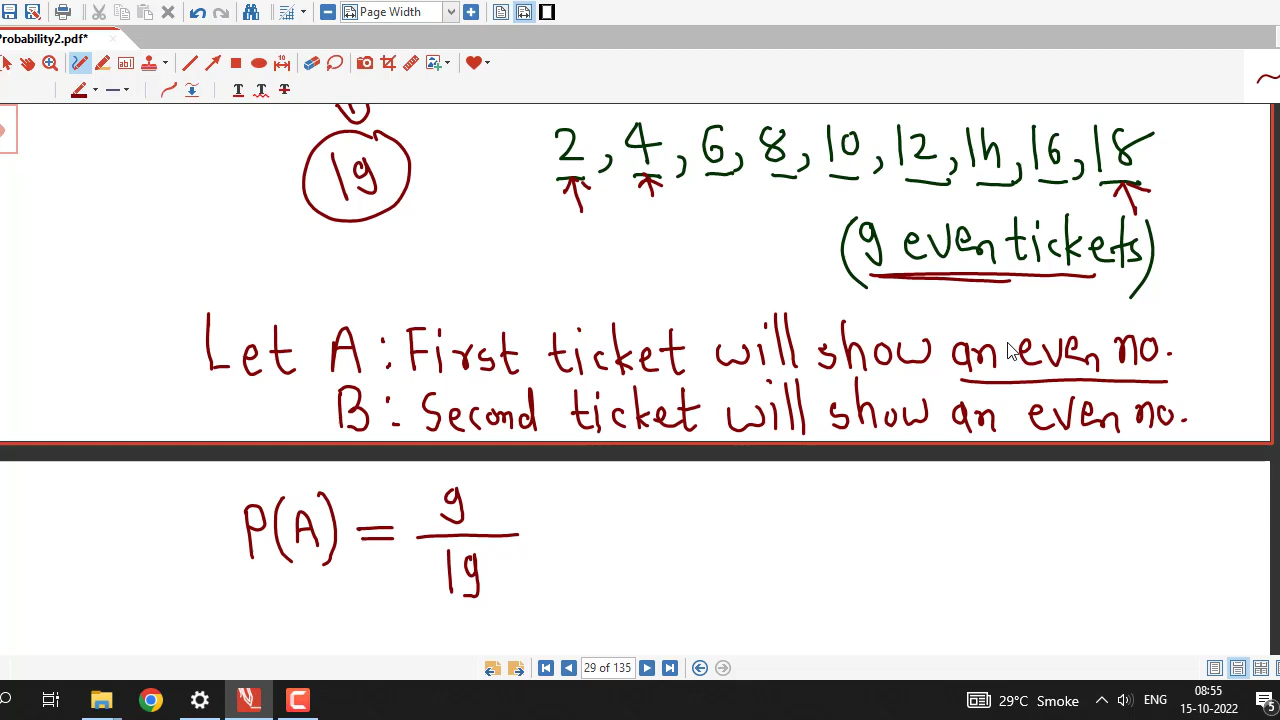 Page Width
Probability2.pdf*
19
2, 4, 6, 8, 10, 12, 14, 16, 18
(9 even tickets)
Let A: First ticket will show an even no.
B: Second ticket will show an even no.
P(A) = 9
19
29 of 135
29°C Smoke
ENG
08:55
15-10-2022
5